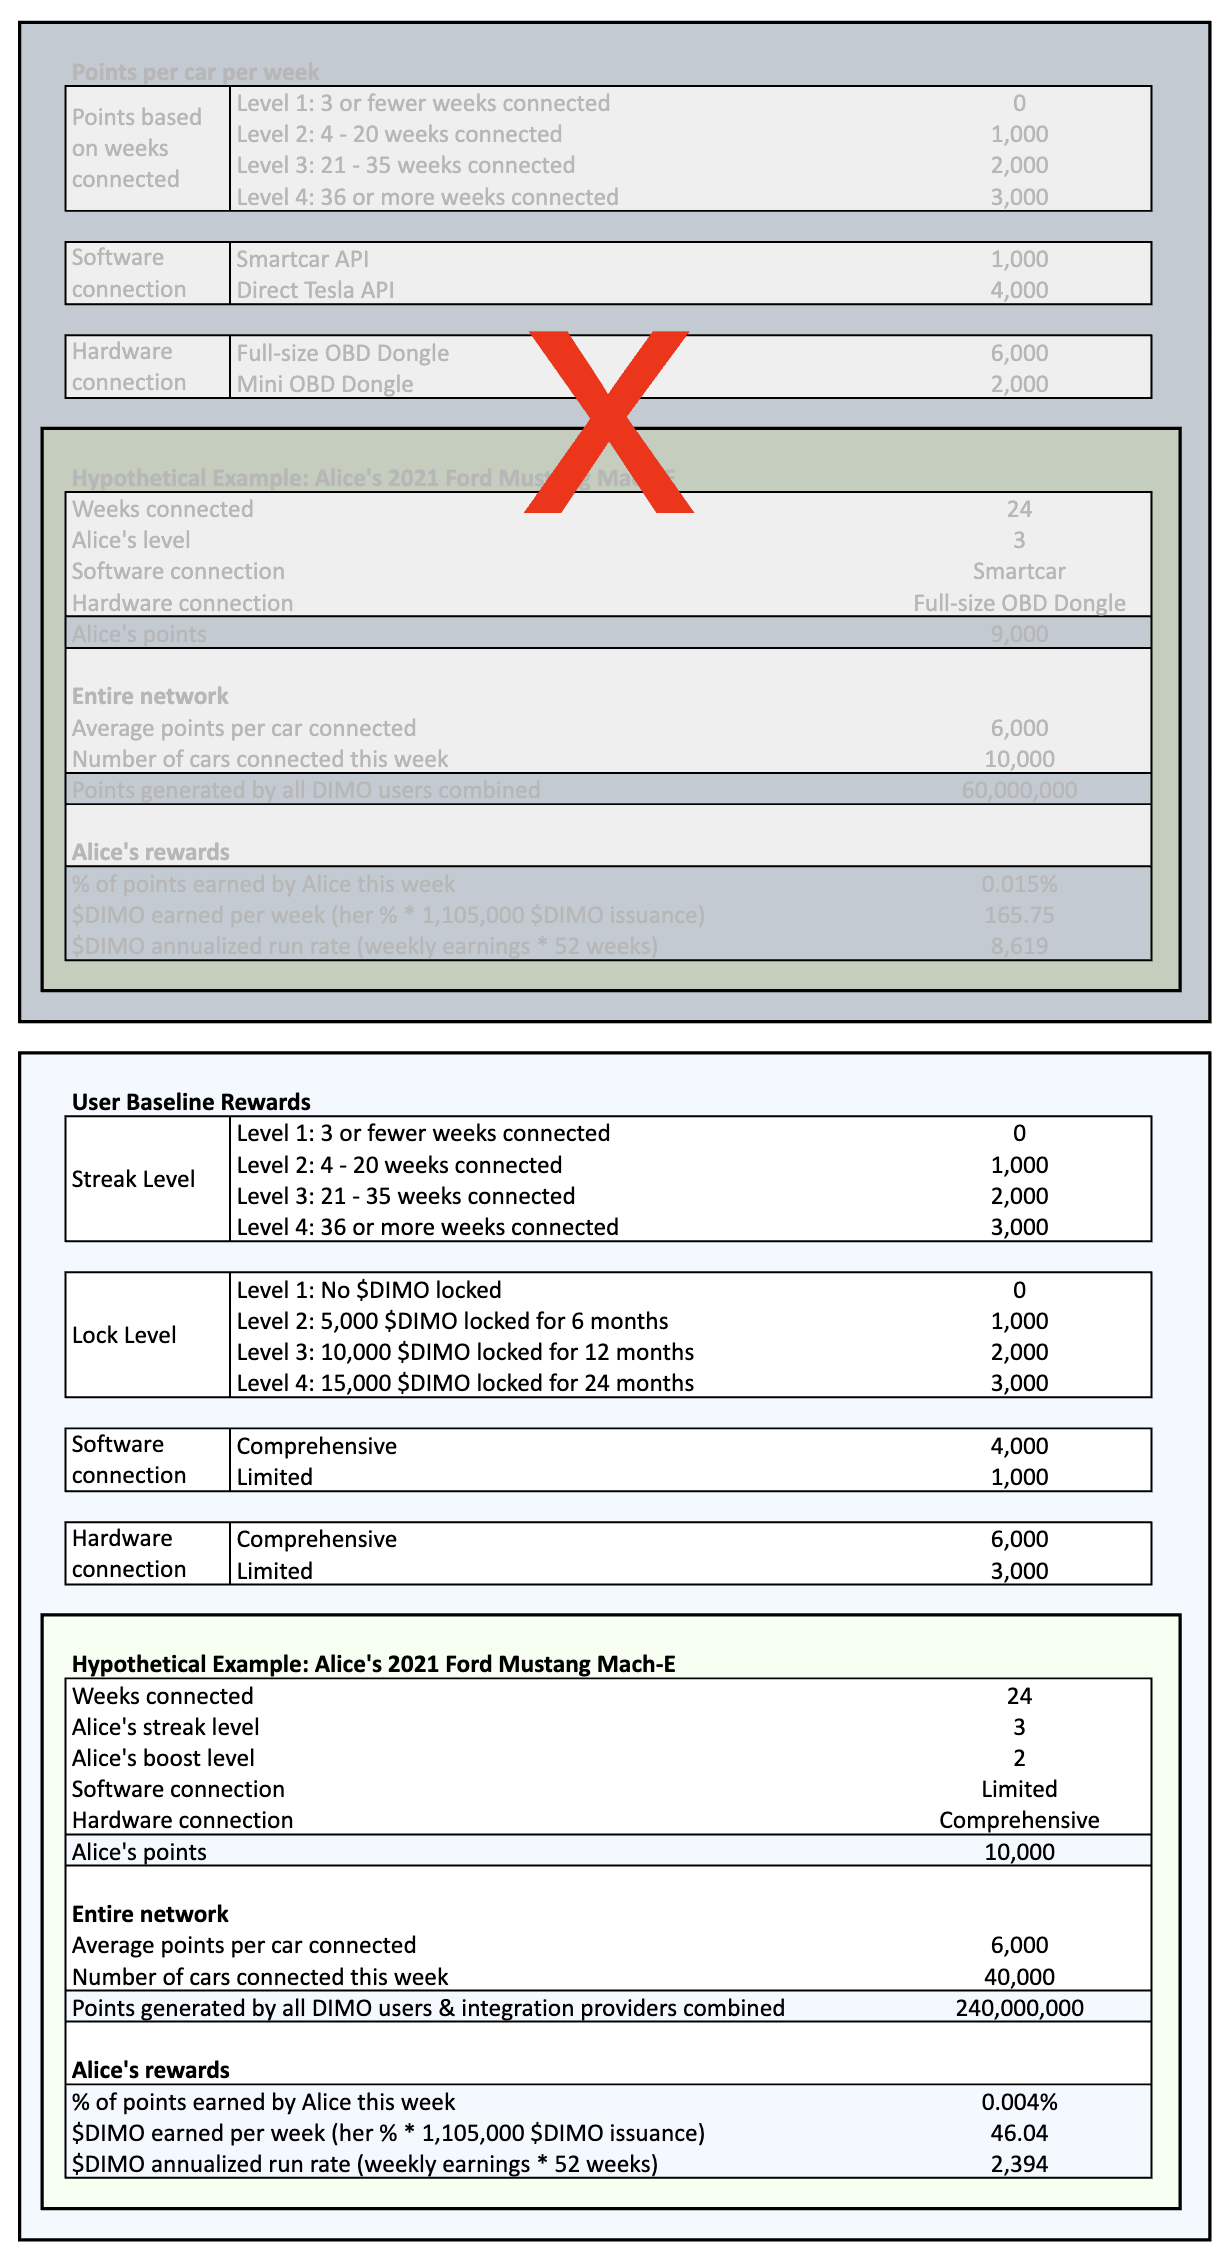 Points per car per week
Points based on weeks connected
Level 1: 3 or fewer weeks connected 0
Level 2: 4 - 20 weeks connected 1,000
Level 3: 21 - 35 weeks connected 2,000
Level 4: 36 or more weeks connected 3,000
Software connection
Smartcar API 1,000
Direct Tesla API 4,000
Hardware connection
Full-size OBD Dongle 6,000
Mini OBD Dongle 2,000
X
Hypothetical Example: Alice's 2021 Ford Mustang Mach-E
Weeks connected 24
Alice's level 3
Software connection Smartcar
Hardware connection Full-size OBD Dongle
Alice's points 9,000
Entire network
Average points per car connected 6,000
Number of cars connected this week 10,000
Points generated by all DIMO users combined 60,000,000
Alice's rewards
% of points earned by Alice this week 0.015%
$DIMO earned per week (her % * 1,105,000 $DIMO issuance) 165.75
$DIMO annualized run rate (weekly earnings * 52 weeks) 8,619
User Baseline Rewards
Streak Level
Level 1: 3 or fewer weeks connected 0
Level 2: 4 - 20 weeks connected 1,000
Level 3: 21 - 35 weeks connected 2,000
Level 4: 36 or more weeks connected 3,000
Lock Level
Level 1: No $DIMO locked 0
Level 2: 5,000 $DIMO locked for 6 months 1,000
Level 3: 10,000 $DIMO locked for 12 months 2,000
Level 4: 15,000 $DIMO locked for 24 months 3,000
Software connection
Comprehensive 4,000
Limited 1,000
Hardware connection
Comprehensive 6,000
Limited 3,000
Hypothetical Example: Alice's 2021 Ford Mustang Mach-E
Weeks connected 24
Alice's streak level 3
Alice's boost level 2
Software connection Limited
Hardware connection Comprehensive
Alice's points 10,000
Entire network
Average points per car connected 6,000
Number of cars connected this week 40,000
Points generated by all DIMO users & integration providers combined 240,000,000
Alice's rewards
% of points earned by Alice this week 0.004%
$DIMO earned per week (her % * 1,105,000 $DIMO issuance) 46.04
$DIMO annualized run rate (weekly earnings * 52 weeks) 2,394